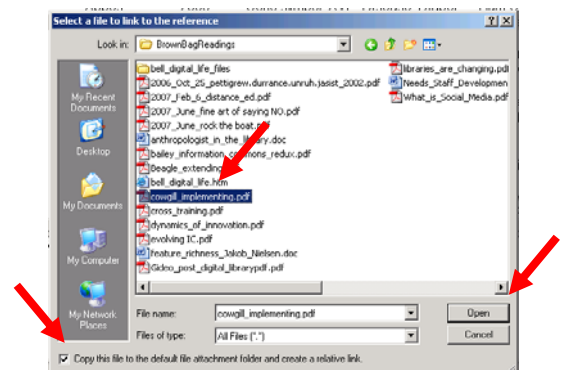 Select a file to link to the reference
Look in: BrownBagReadings
My Recent Documents
Desktop
My Documents
My Computer
My Network Places
bell_digital_life_files
2006_Oct_25_pettigrew.durrance.unruh.jasist_2002.pdf
2007_Feb_6_distance_ed.pdf
2007_June_fine art of saying NO.pdf
2007_June_rock the boat.pdf
anthropologist_in_the_library.doc
bailey_information_commons_redux.pdf
Beagle_extending
bell_digital_life.htm
cowgill_implementing.pdf
cross_training.pdf
dynamics_of_innovation.pdf
evolving IC.pdf
feature_richness_Jakob_Nielsen.doc
Gideo_post_digital_librarypdf.pdf
libraries_are_changing.pdf
Needs_Staff_Developmen
What_is_Social_Media.pdf
File name: cowgill_implementing.pdf Open
Files of type: All Files (*.*) Cancel
Copy this file to the default file attachment folder and create a relative link.